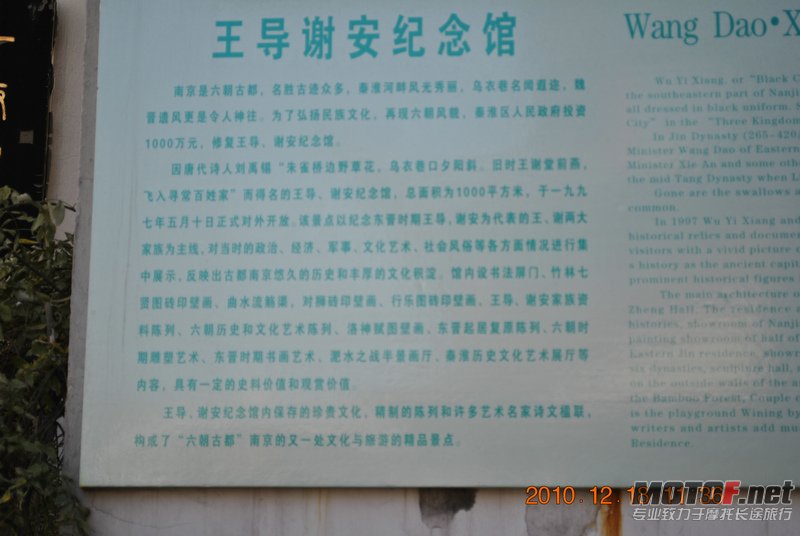 王导谢安纪念馆
南京是六朝古都，名胜古迹众多，秦淮河畔风光秀丽，乌衣巷名闻遐迩，魏
晋遗风更是令人神往。为了弘扬民族文化，再现六朝风貌，秦淮区人民政府投资
1000万元，修复王导、谢安纪念馆。
因唐代诗人刘禹锡“朱雀桥边野草花，乌衣巷口夕阳斜。旧时王谢堂前燕，
飞入寻常百姓家”而得名的王导、谢安纪念馆，总面积为1000平方米，于一九九
七年五月十日正式对外开放。该景点以纪念东晋时期王导，谢安为代表的王、谢两大
家族为主线，对当时的政治、经济、军事、文化艺术、社会风俗等各方面情况进行集
中展示，反映出古都南京悠久的历史和丰厚的文化积淀。馆内设书法屏门、竹林七
贤图砖印壁画、曲水流觞渠、对狮砖印壁画、行乐图砖印壁画、王导、谢安家族资
料陈列、六朝历史和文化艺术陈列、洛神赋图壁画、东晋起居复原陈列、六朝时
期雕塑艺术、东晋时期书画艺术、淝水之战半景画厅、秦淮历史文化艺术展厅等
内容，具有一定的史料价值和观赏价值。
王导、谢安纪念馆内保存的珍贵文化，精制的陈列和许多艺术名家诗文楹联，
构成了“六朝古都”南京的又一处文化与旅游的精品景点。
Wang Dao·X
Wu Yi Xiang, or "Black C
the southeastern part of Nanji
all dressed in black uniform. S
City" in the "Three Kingdom
In Jin Dynasty (265-420
Minister Wang Dao of Eastern
Minister Xie An and some oth
the mid Tang Dynasty when L
Gone are the swallows a
common.
In 1997 Wu Yi Xiang and
historical relics and docume
visitors with a vivid picture o
s history as the ancient capit
prominent historical figures
The main architecture o
Zheng Hall. The residence a
histories, showroom of Nanji
painting showroom of half of
Eastern Jin residence, show
six dynasties, sculpture hall,
on the outside walls of the a
the Bamboo Forest, Couple
is the playground Wining by
writers and artists add mu
Residence.
2010.12.18
MOTOF.net
专业致力于摩托长途旅行